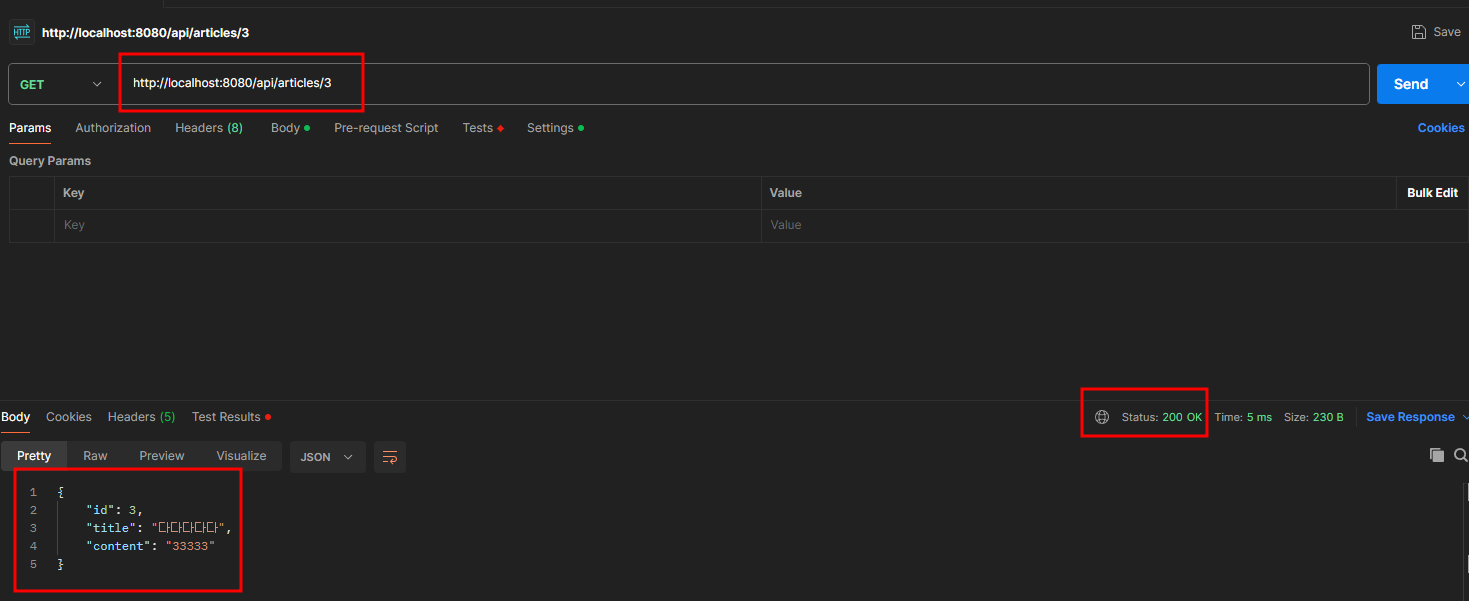 HTTP http://localhost:8080/api/articles/3 Save
GET http://localhost:8080/api/articles/3 Send
Params Authorization Headers (8) Body Pre-request Script Tests Settings Cookies
Query Params
Key Value Bulk Edit
Key Value
Body Cookies Headers (5) Test Results Status: 200 OK Time: 5 ms Size: 230 B Save Response
Pretty Raw Preview Visualize JSON
1 {
2 "id": 3,
3 "title": "다다다다다",
4 "content": "33333"
5 }